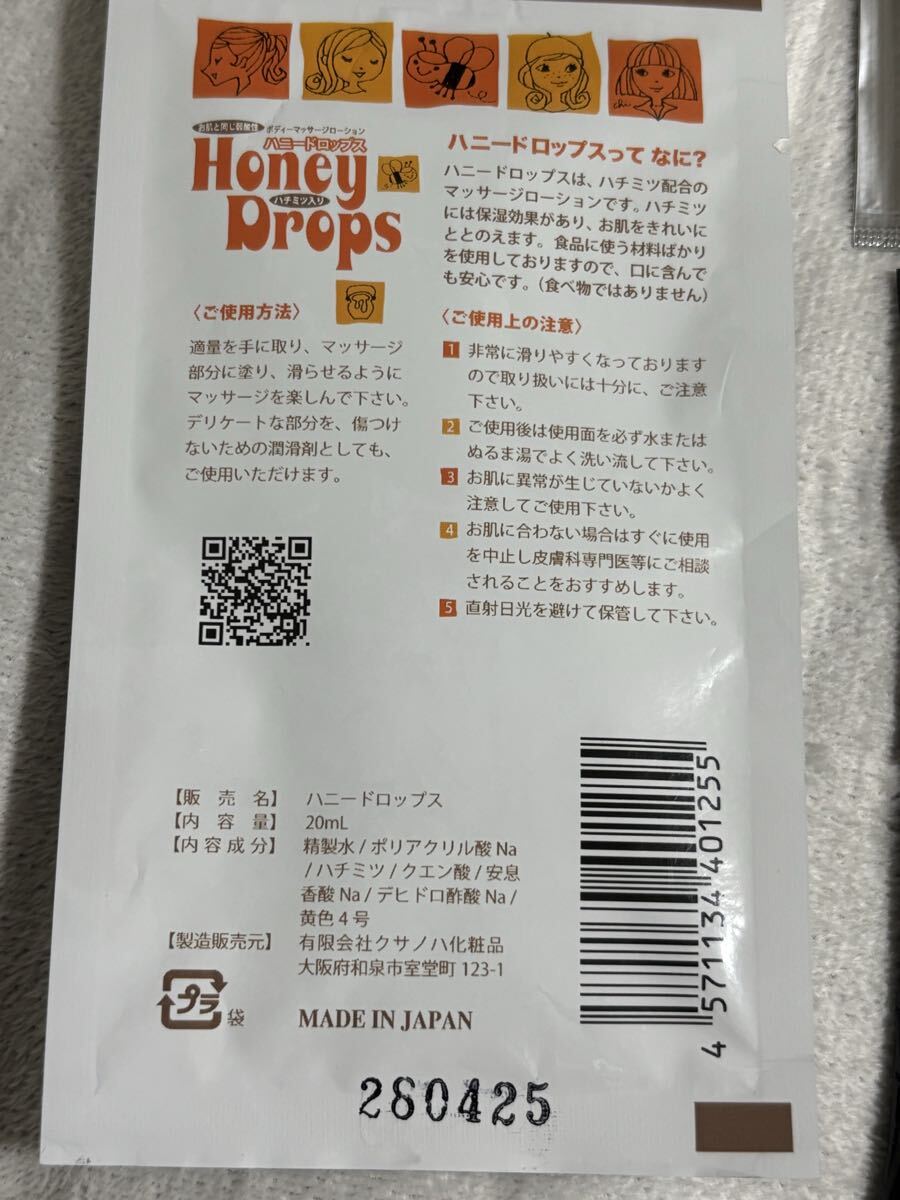 お肌と同じ弱酸性 ボディーマッサージローション
ハニードロップス
Honey
ハチミツ入り
Drops
〈ご使用方法〉
適量を手に取り、マッサージ
部分に塗り、滑らせるように
マッサージを楽しんで下さい。
デリケートな部分を、傷つけ
ないための潤滑剤としても、
ご使用いただけます。
ハニードロップスって なに?
ハニードロップスは、ハチミツ配合の
マッサージローションです。ハチミツ
には保湿効果があり、お肌をきれいに
ととのえます。食品に使う材料ばかり
を使用しておりますので、口に含んで
も安心です。(食べ物ではありません)
〈ご使用上の注意〉
1 非常に滑りやすくなっております
ので取り扱いには十分に、ご注意
下さい。
2 ご使用後は使用面を必ず水または
ぬるま湯でよく洗い流して下さい。
3 お肌に異常が生じていないかよく
注意してご使用下さい。
4 お肌に合わない場合はすぐに使用
を中止し皮膚科専門医等にご相談
されることをおすすめします。
5 直射日光を避けて保管して下さい。
【販売名】 ハニードロップス
【内容量】 20mL
【内容成分】 精製水/ポリアクリル酸Na
/ハチミツ/クエン酸/安息
香酸Na/デヒドロ酢酸Na/
黄色4号
【製造販売元】 有限会社クサノハ化粧品
大阪府和泉市室堂町123-1
プラ 袋 MADE IN JAPAN
4 571134 401255
280425